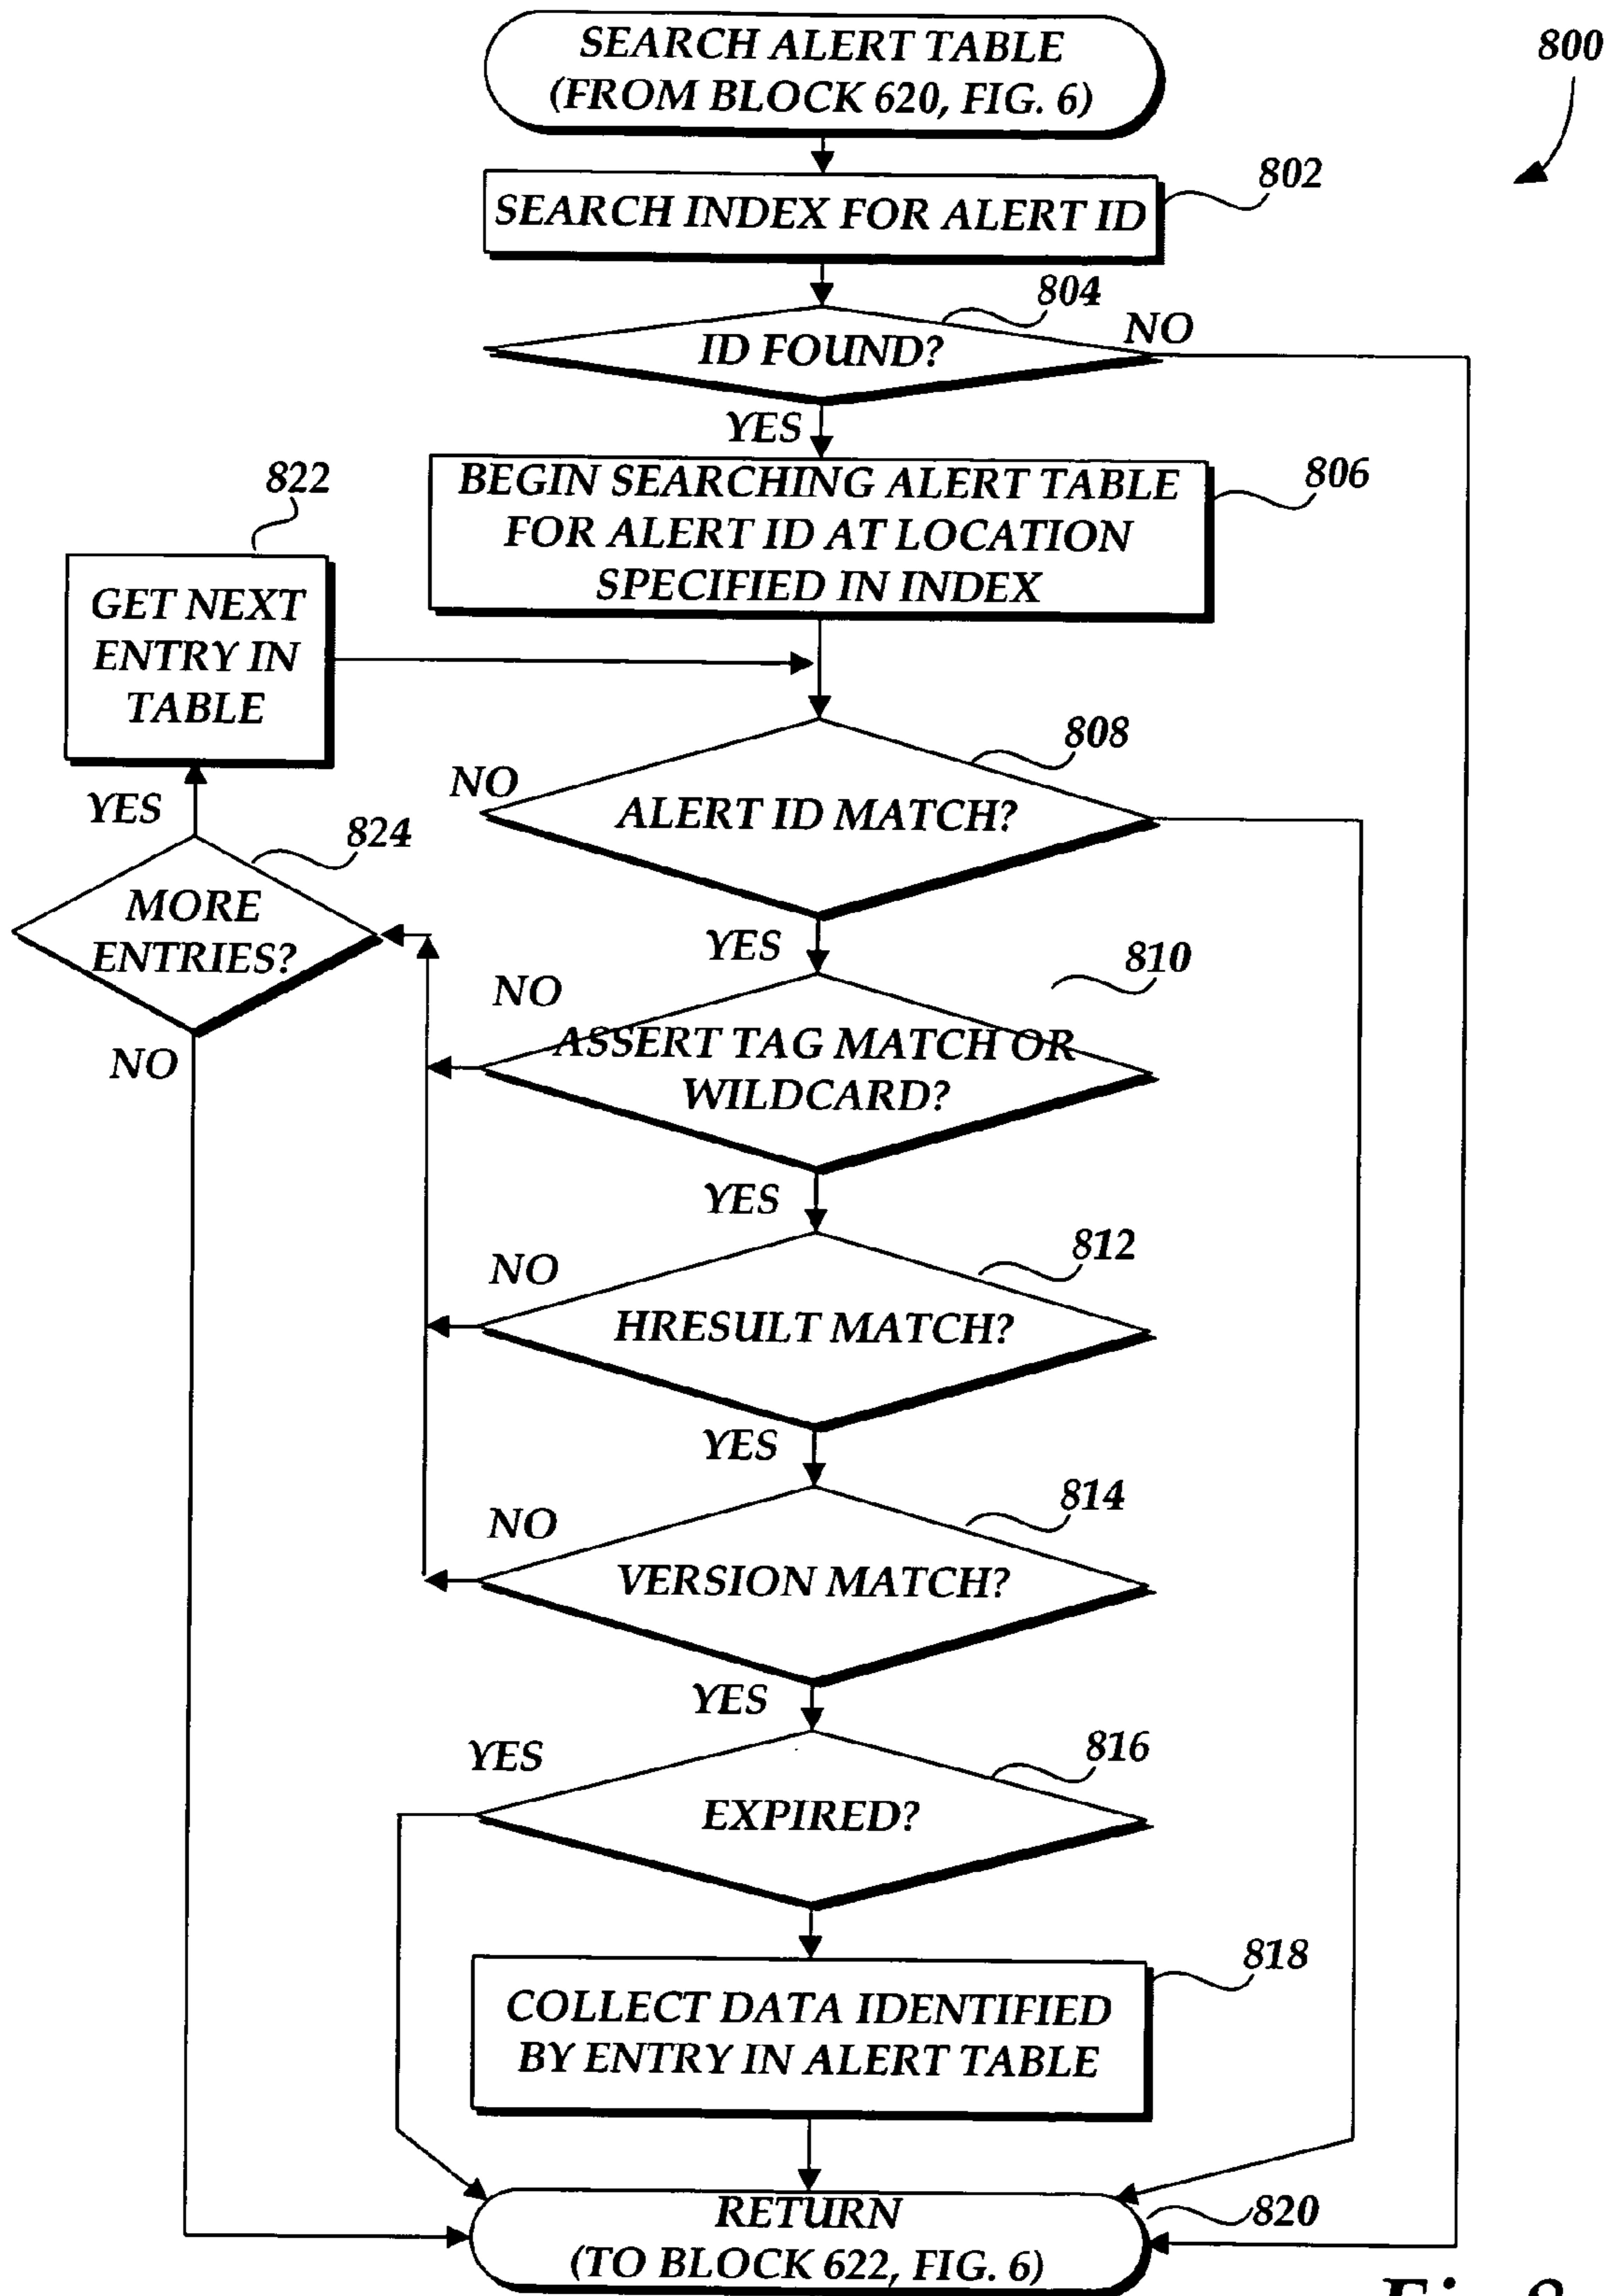 SEARCH ALERT TABLE
(FROM BLOCK 620, FIG. 6)
800
802
SEARCH INDEX FOR ALERT ID
804
NO
ID FOUND?
YES
822
806
BEGIN SEARCHING ALERT TABLE
FOR ALERT ID AT LOCATION
SPECIFIED IN INDEX
GET NEXT
ENTRY IN
TABLE
808
NO
ALERT ID MATCH?
YES
824
MORE
ENTRIES?
NO
YES
810
NO
ASSERT TAG MATCH OR
WILDCARD?
YES
812
NO
HRESULT MATCH?
YES
814
NO
VERSION MATCH?
YES
816
YES
EXPIRED?
818
COLLECT DATA IDENTIFIED
BY ENTRY IN ALERT TABLE
820
RETURN
(TO BLOCK 622, FIG. 6)